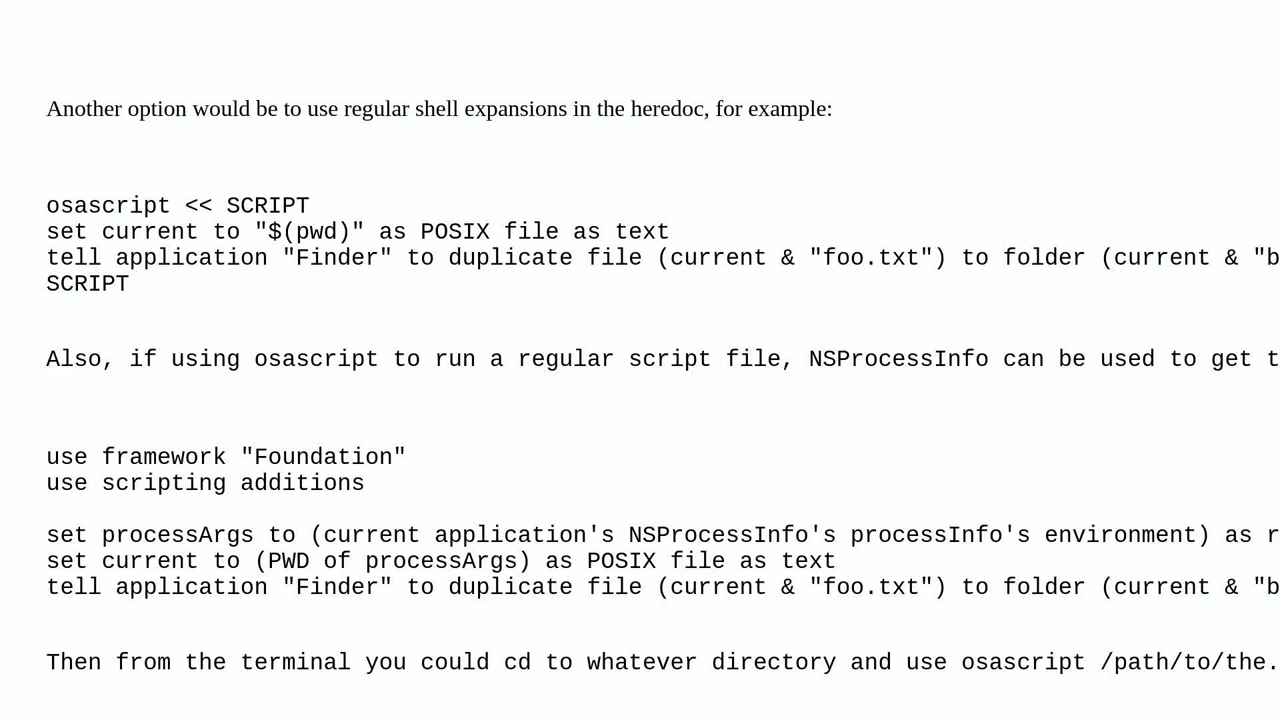 Another option would be to use regular shell expansions in the heredoc, for example:
osascript << SCRIPT
set current to "$(pwd)" as POSIX file as text
tell application "Finder" to duplicate file (current & "foo.txt") to folder (current & "b
SCRIPT
Also, if using osascript to run a regular script file, NSProcessInfo can be used to get t
use framework "Foundation"
use scripting additions
set processArgs to (current application's NSProcessInfo's processInfo's environment) as r
set current to (PWD of processArgs) as POSIX file as text
tell application "Finder" to duplicate file (current & "foo.txt") to folder (current & "b
Then from the terminal you could cd to whatever directory and use osascript /path/to/the.